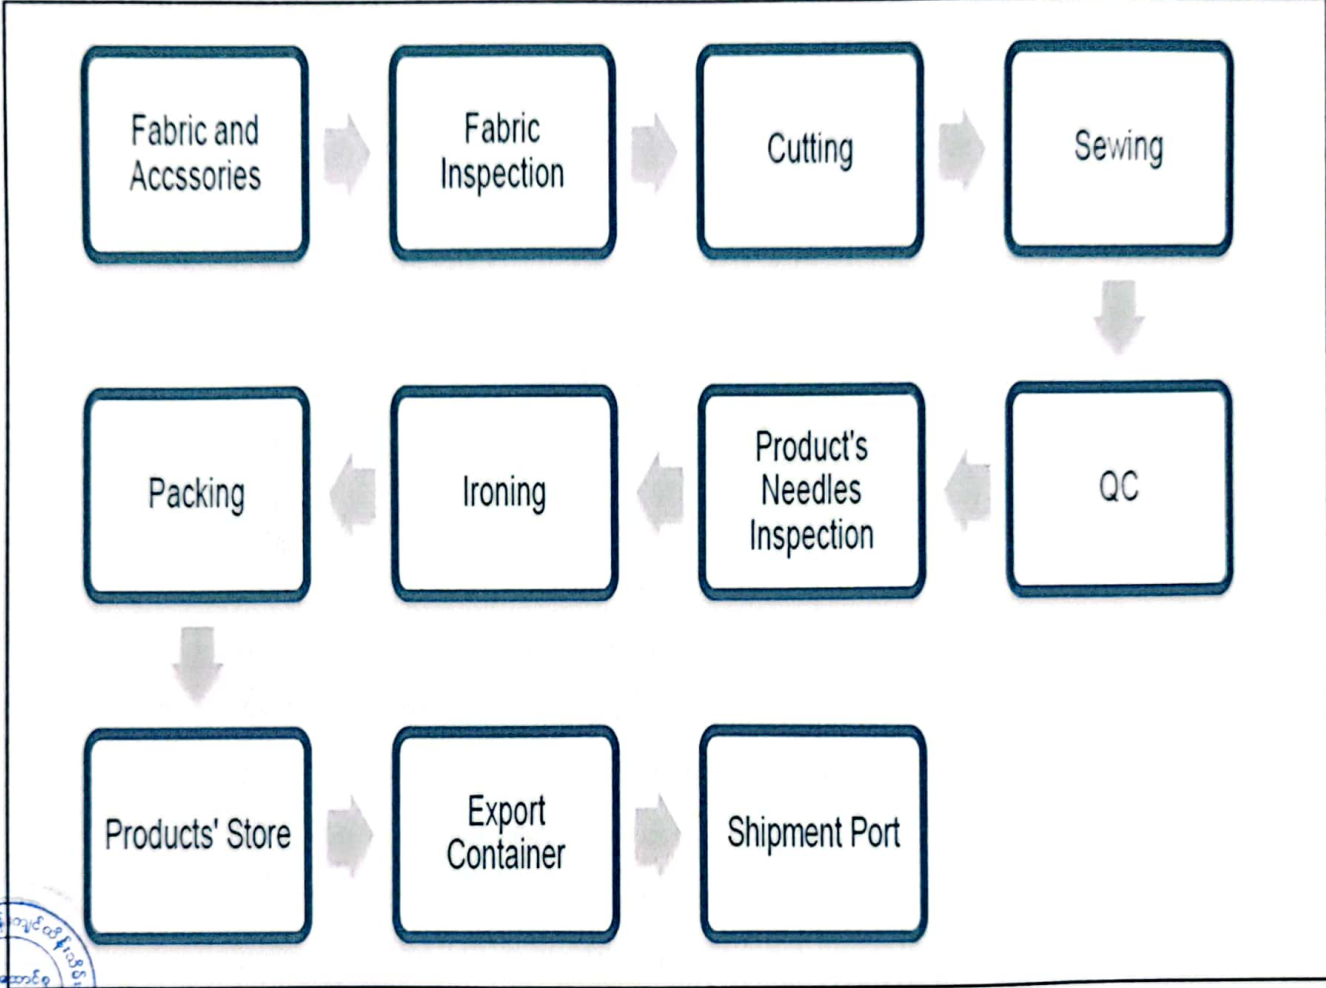 Fabric and
Accssories
Fabric
Inspection
Cutting
Sewing
QC
Product's
Needles
Inspection
Ironing
Packing
Products' Store
Export
Container
Shipment Port